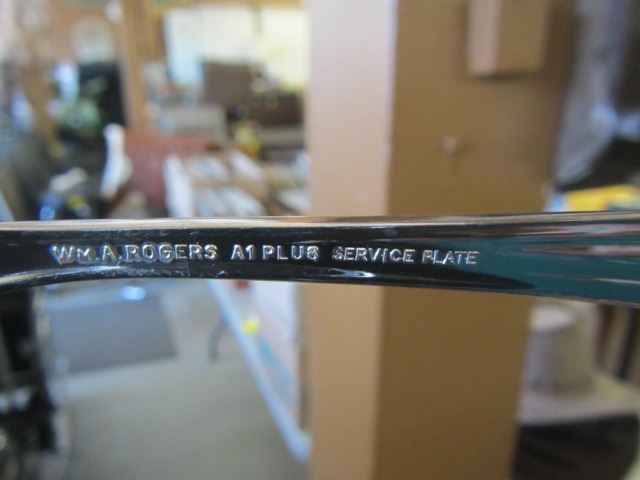 WM.A.ROGERS A1 PLUS SERVICE PLATE